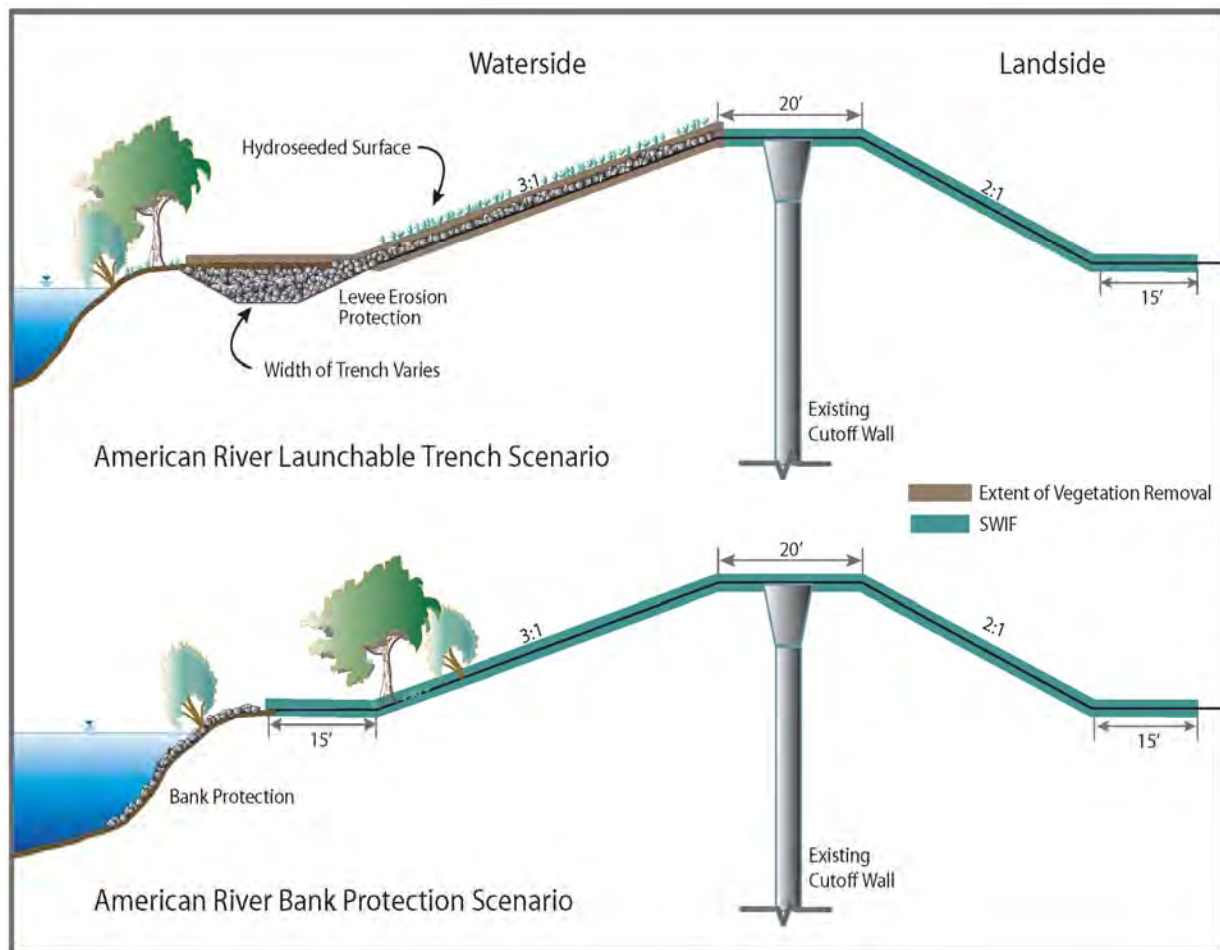 Waterside
Landside
20'
Hydroseeded Surface
3:1
2:1
Levee Erosion
Protection
15'
Width of Trench Varies
Existing
Cutoff Wall
American River Launchable Trench Scenario
Extent of Vegetation Removal
SWIF
20'
3:1
2:1
15'
15'
Bank Protection
Existing
Cutoff Wall
American River Bank Protection Scenario